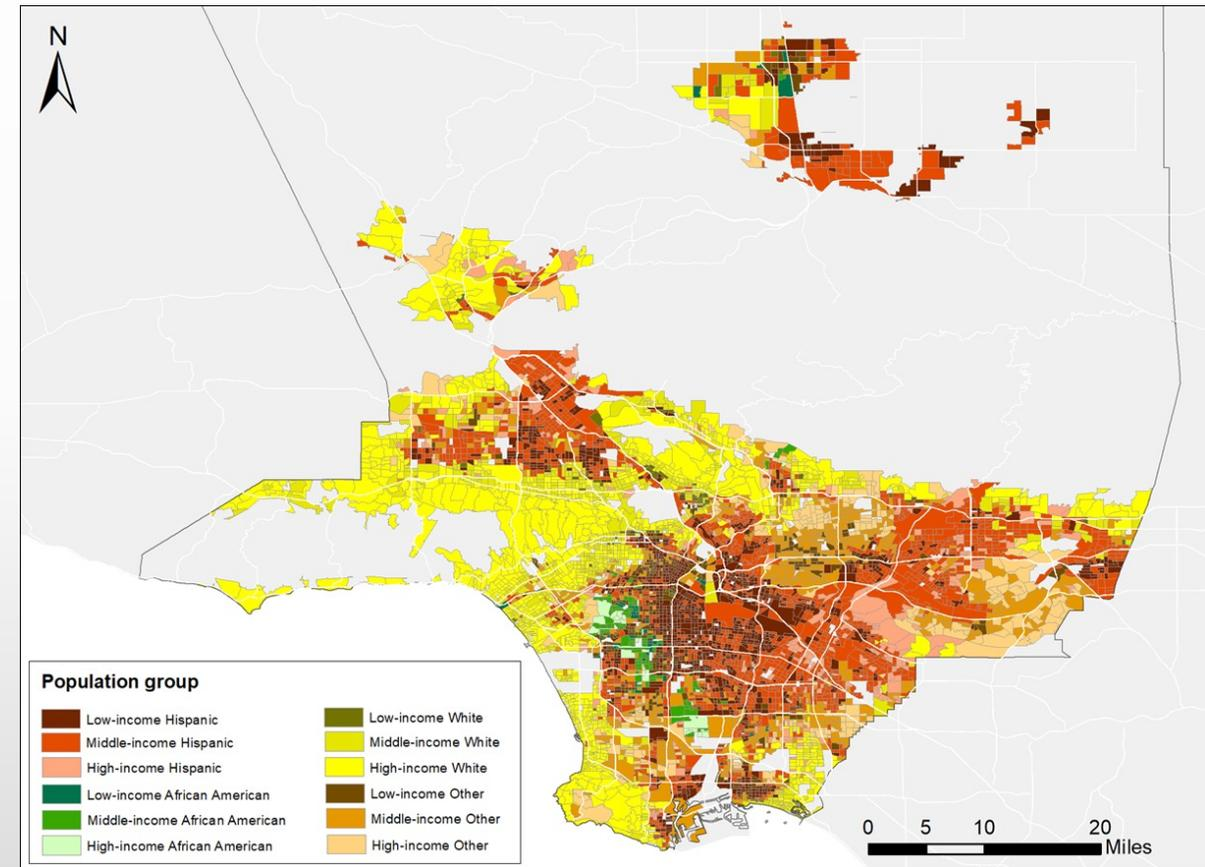 N
Population group
Low-income Hispanic
Middle-income Hispanic
High-income Hispanic
Low-income African American
Middle-income African American
High-income African American
Low-income White
Middle-income White
High-income White
Low-income Other
Middle-income Other
High-income Other
0 5 10 20
Miles